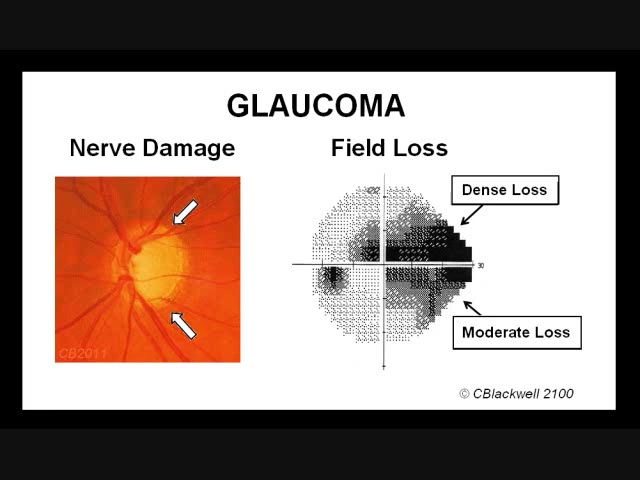 GLAUCOMA
Nerve Damage
Field Loss
Dense Loss
30
Moderate Loss
CB2011
© CBlackwell 2100